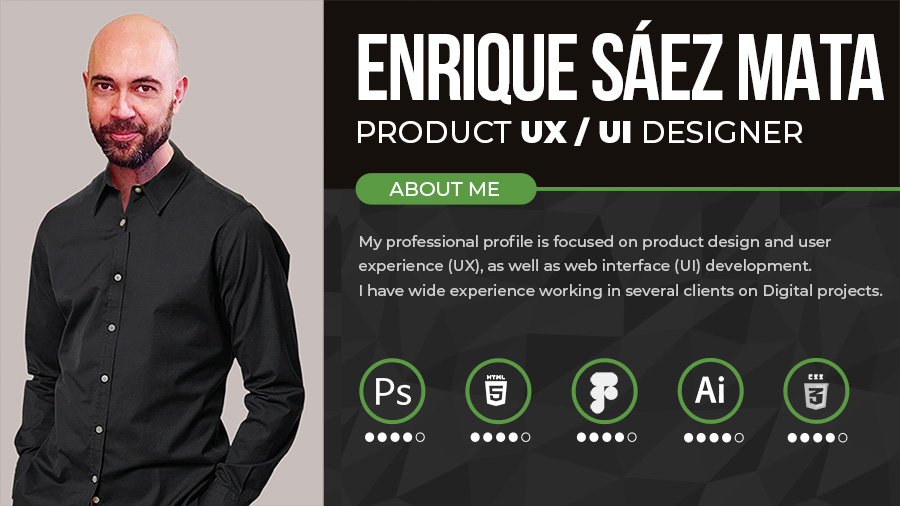 ENRIQUE SÁEZ MATA
PRODUCT UX / UI DESIGNER
ABOUT ME
My professional profile is focused on product design and user
experience (UX), as well as web interface (UI) development.
I have wide experience working in several clients on Digital projects.
Ps
HTML
5
Ai
CSS
3